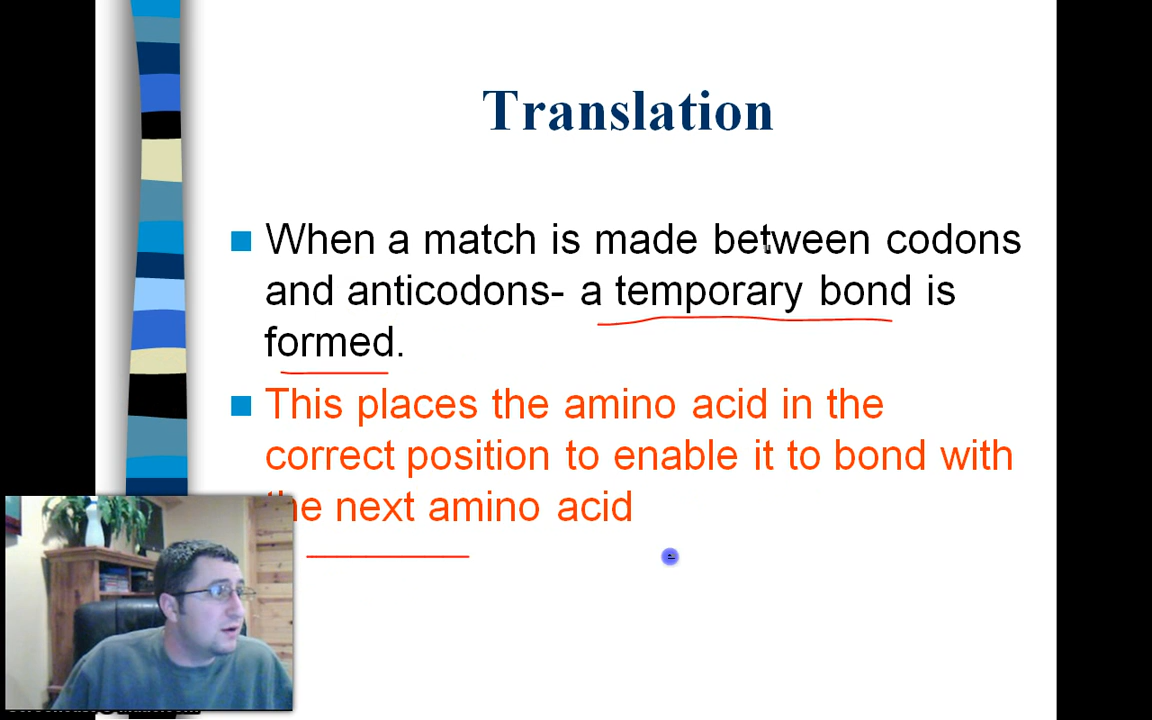 Translation
When a match is made between codons
and anticodons- a temporary bond is
formed.
This places the amino acid in the
correct position to enable it to bond with
the next amino acid